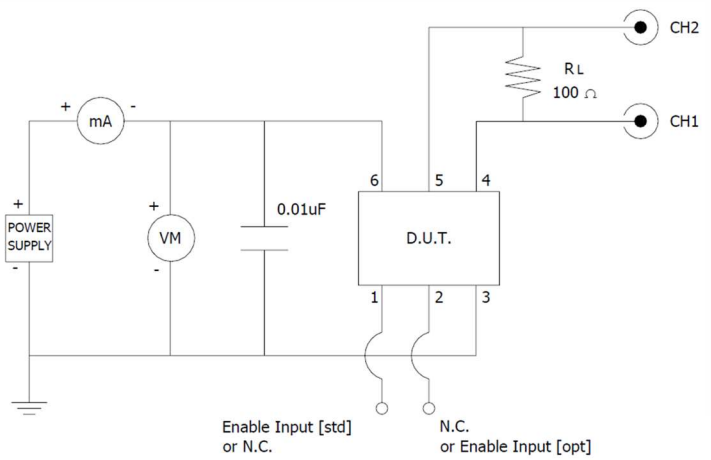 CH2
RL
100 Ω
+ -
mA
CH1
6 5 4
+
POWER
SUPPLY
-
+
VM
-
0.01uF
D.U.T.
1 2 3
Enable Input [std]
or N.C.
N.C.
or Enable Input [opt]